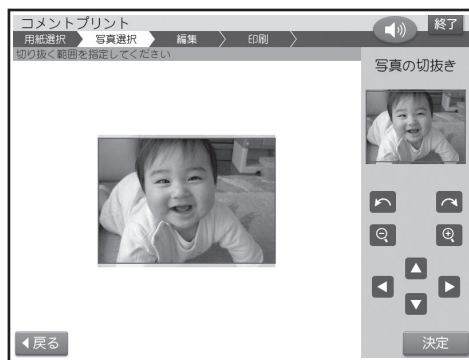 コメントプリント
終了
用紙選択 写真選択 編集 印刷
切り抜く範囲を指定してください
写真の切抜き
戻る
決定